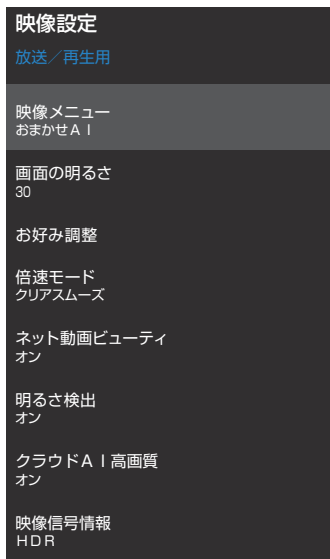 映像設定
放送／再生用
映像メニュー
おまかせＡＩ
画面の明るさ
30
お好み調整
倍速モード
クリアスムーズ
ネット動画ビューティ
オン
明るさ検出
オン
クラウドＡＩ高画質
オン
映像信号情報
ＨＤＲ